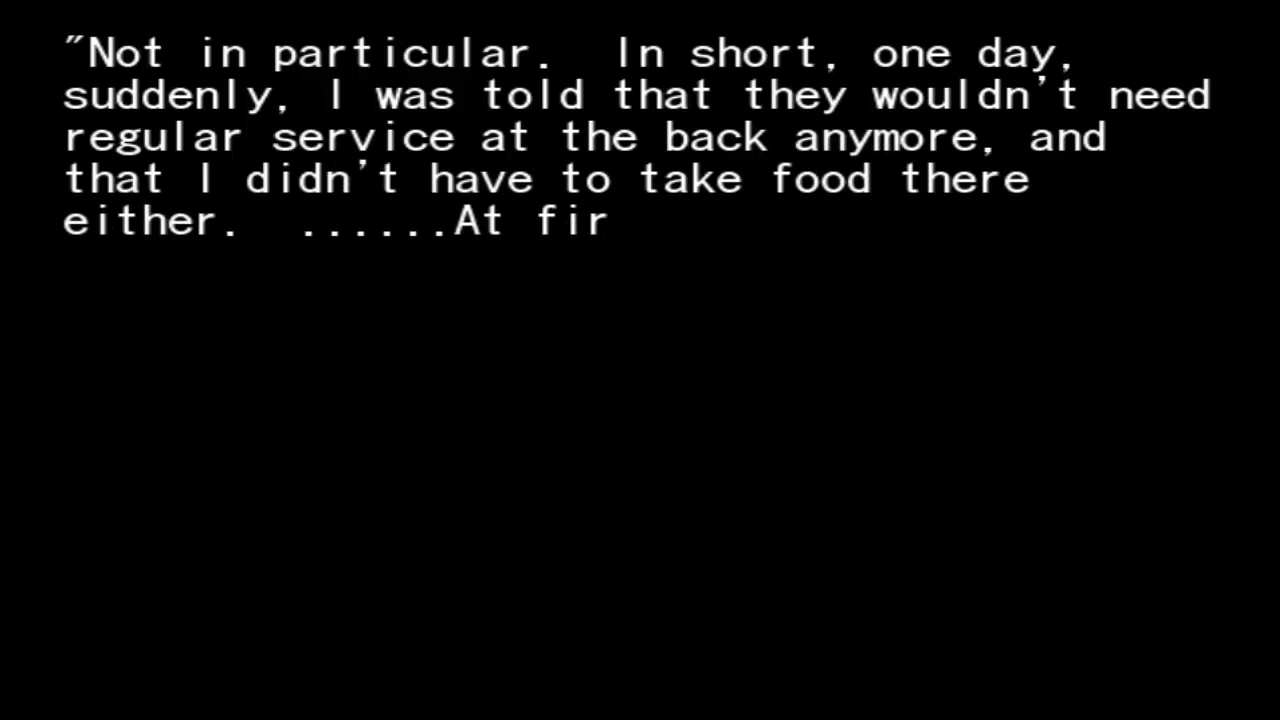 "Not in particular.  In short, one day,
suddenly, I was told that they wouldn't need
regular service at the back anymore, and
that I didn't have to take food there
either.  ......At fir